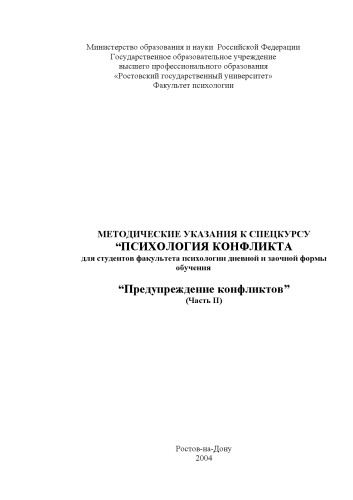 Министерство образования и науки  Российской Федерации
Государственное образовательное учреждение
высшего профессионального образования
«Ростовский государственный университет»
Факультет психологии
МЕТОДИЧЕСКИЕ УКАЗАНИЯ К СПЕЦКУРСУ
“ПСИХОЛОГИЯ КОНФЛИКТА
для студентов факультета психологии дневной и заочной формы
обучения
“Предупреждение конфликтов”
(Часть II)
Ростов-на-Дону
2004